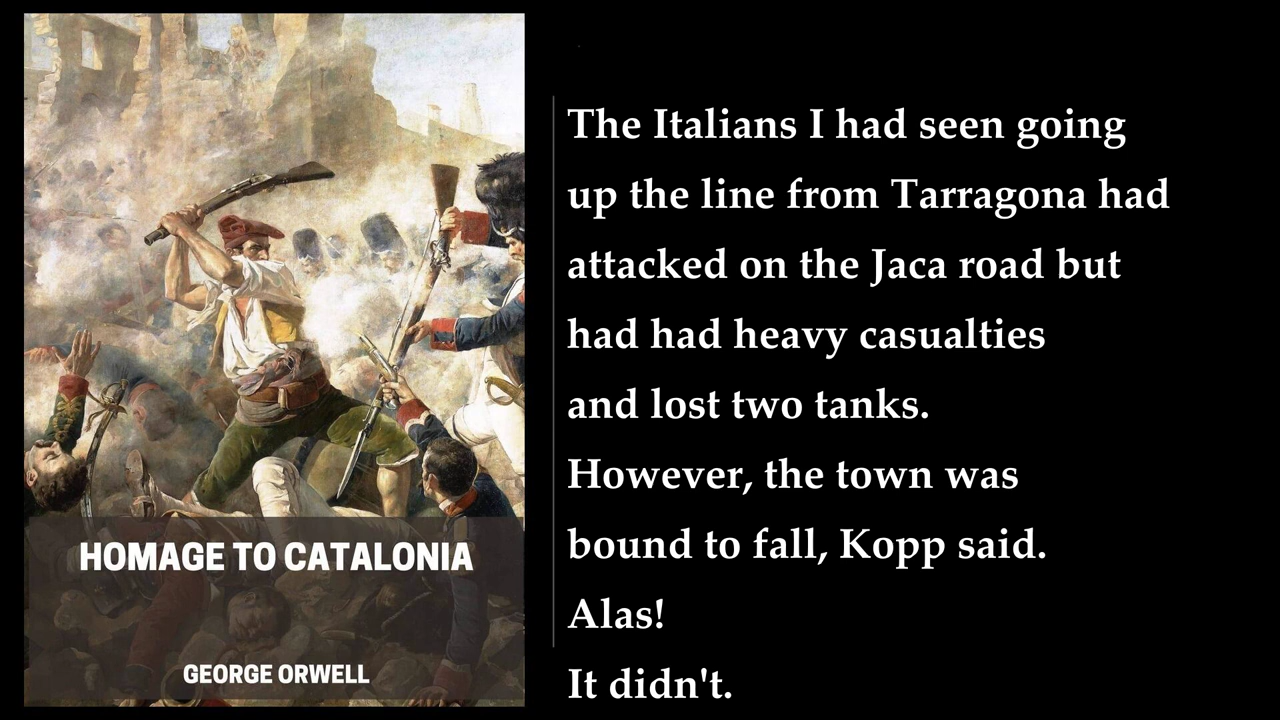 HOMAGE TO CATALONIA
GEORGE ORWELL
The Italians I had seen going
up the line from Tarragona had
attacked on the Jaca road but
had had heavy casualties
and lost two tanks.
However, the town was
bound to fall, Kopp said.
Alas!
It didn't.